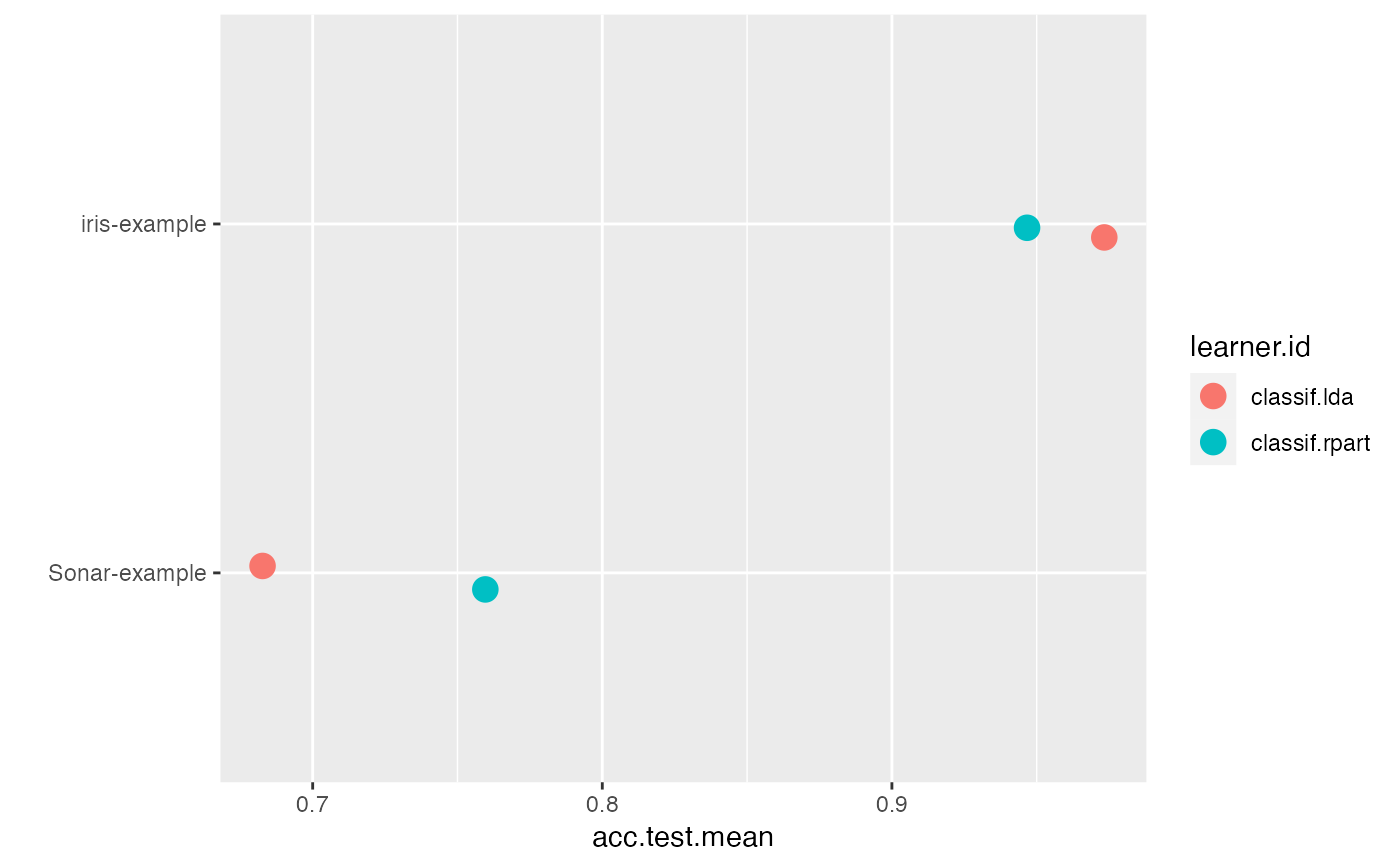 iris-example
Sonar-example
0.7 0.8 0.9
acc.test.mean
learner.id
classif.lda
classif.rpart